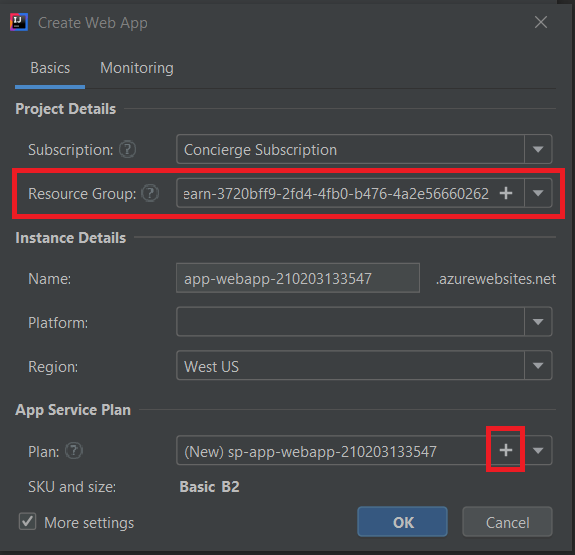 IJ Create Web App
Basics Monitoring
Project Details
Subscription: ? Concierge Subscription
Resource Group: ? earn-3720bff9-2fd4-4fb0-b476-4a2e56660262 +
Instance Details
Name: app-webapp-210203133547 .azurewebsites.net
Platform:
Region: West US
App Service Plan
Plan: ? (New) sp-app-webapp-210203133547 +
SKU and size: Basic B2
More settings OK Cancel